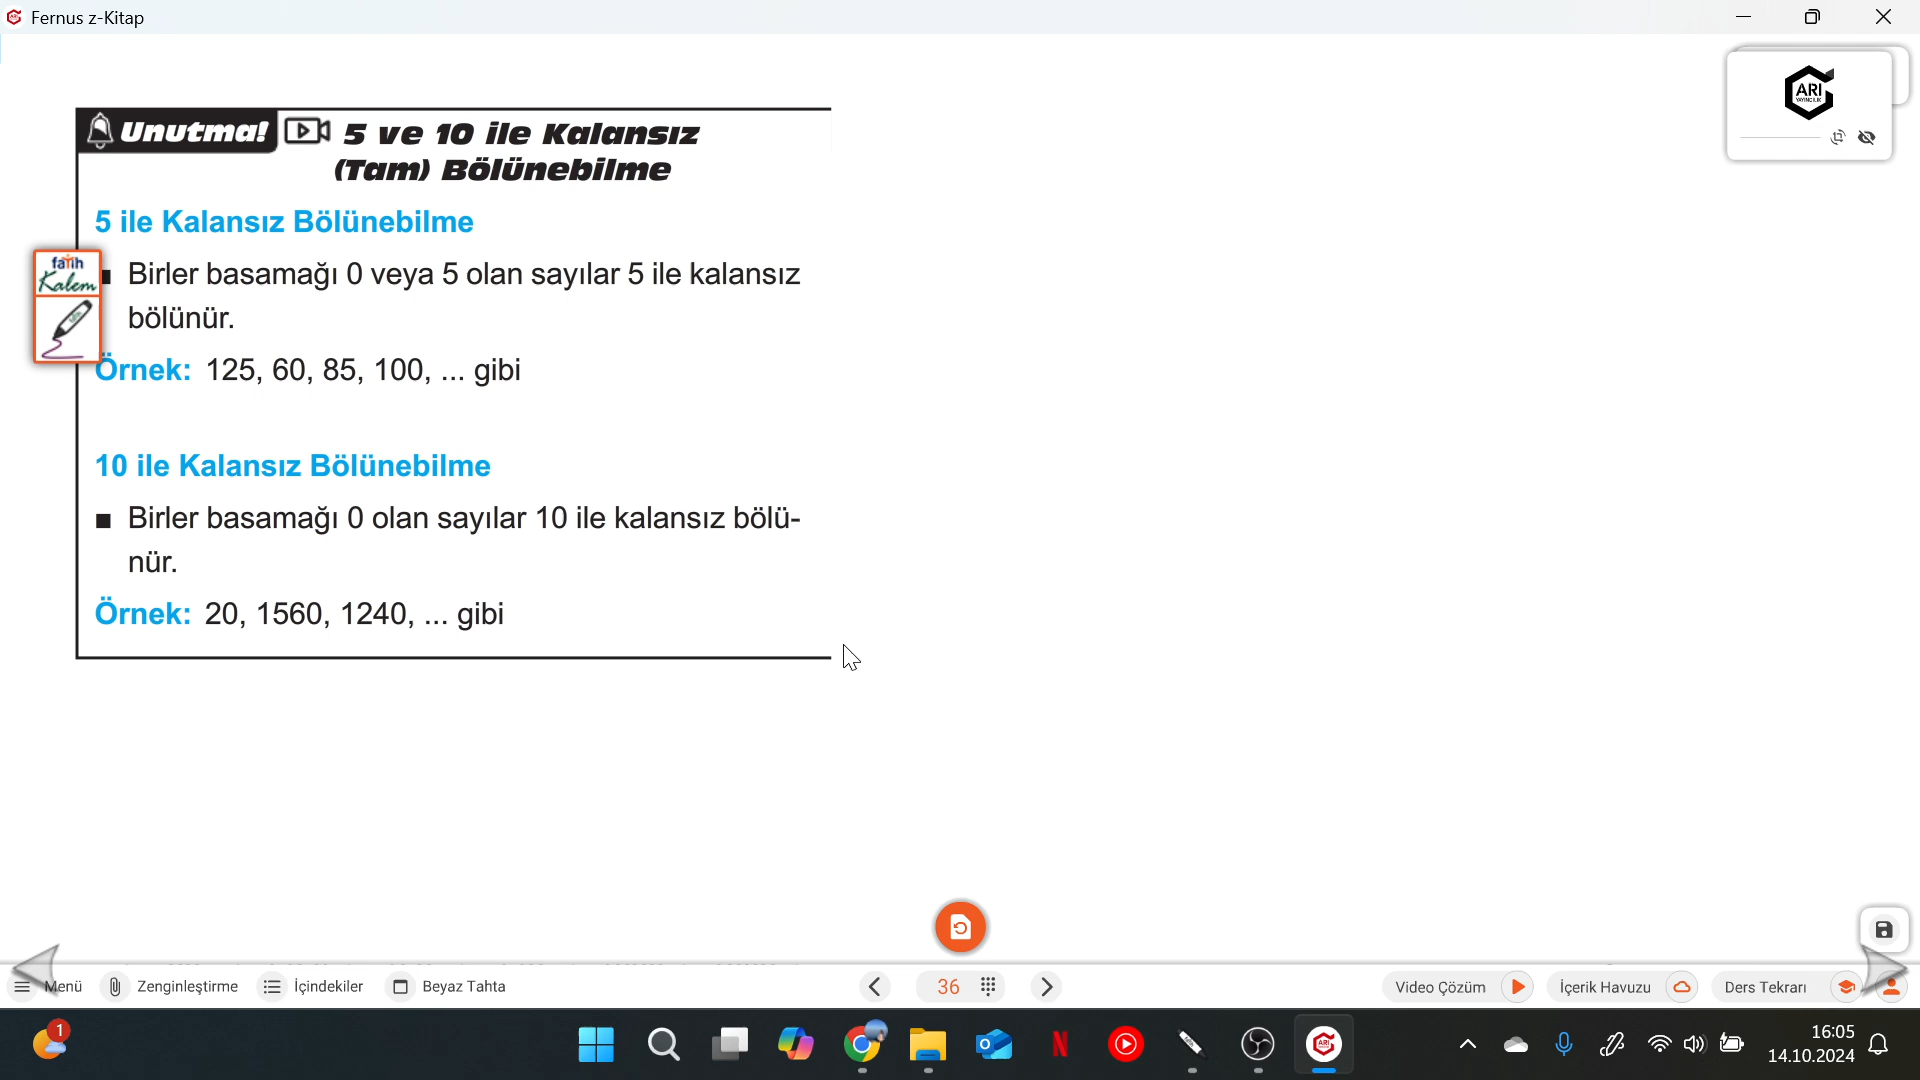 Fernus z-Kitap
ARI
YAYINCILIK
Unutma! 5 ve 10 ile Kalansız
(Tam) Bölünebilme
5 ile Kalansız Bölünebilme
fatih
Kalem
■ Birler basamağı 0 veya 5 olan sayılar 5 ile kalansız
bölünür.
Örnek: 125, 60, 85, 100, ... gibi
10 ile Kalansız Bölünebilme
■ Birler basamağı 0 olan sayılar 10 ile kalansız bölü-
nür.
Örnek: 20, 1560, 1240, ... gibi
Menü Zenginleştirme İçindekiler Beyaz Tahta 36 Video Çözüm İçerik Havuzu Ders Tekrarı
1
16:05
14.10.2024